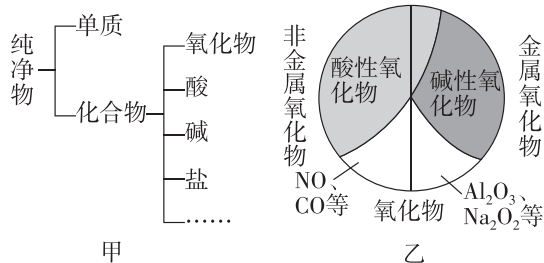 纯净物
单质
化合物
氧化物
酸
碱
盐
……
甲
非金属氧化物
酸性氧化物
碱性氧化物
金属氧化物
NO、
CO等
氧化物
Al₂O₃、
Na₂O₂等
乙